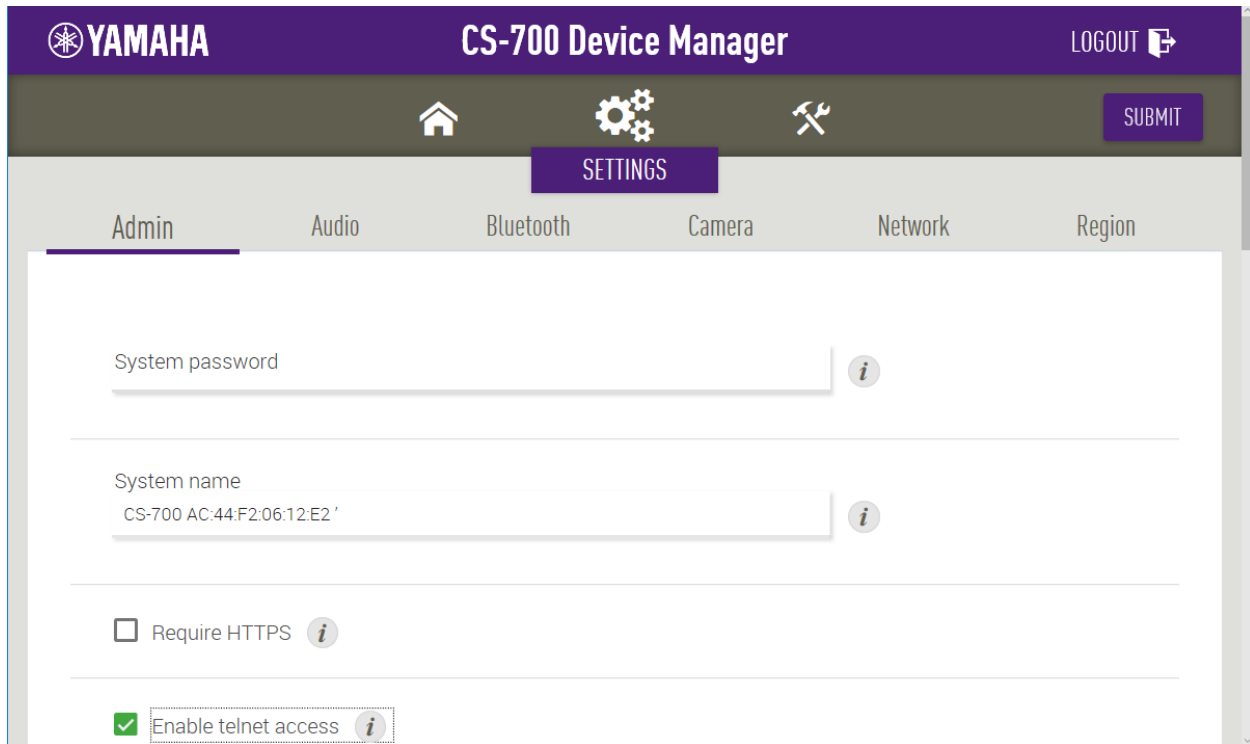 YAMAHA CS-700 Device Manager LOGOUT
SUBMIT
SETTINGS
Admin Audio Bluetooth Camera Network Region
System password
i
System name
CS-700 AC:44:F2:06:12:E2 ’
i
Require HTTPS i
Enable telnet access i